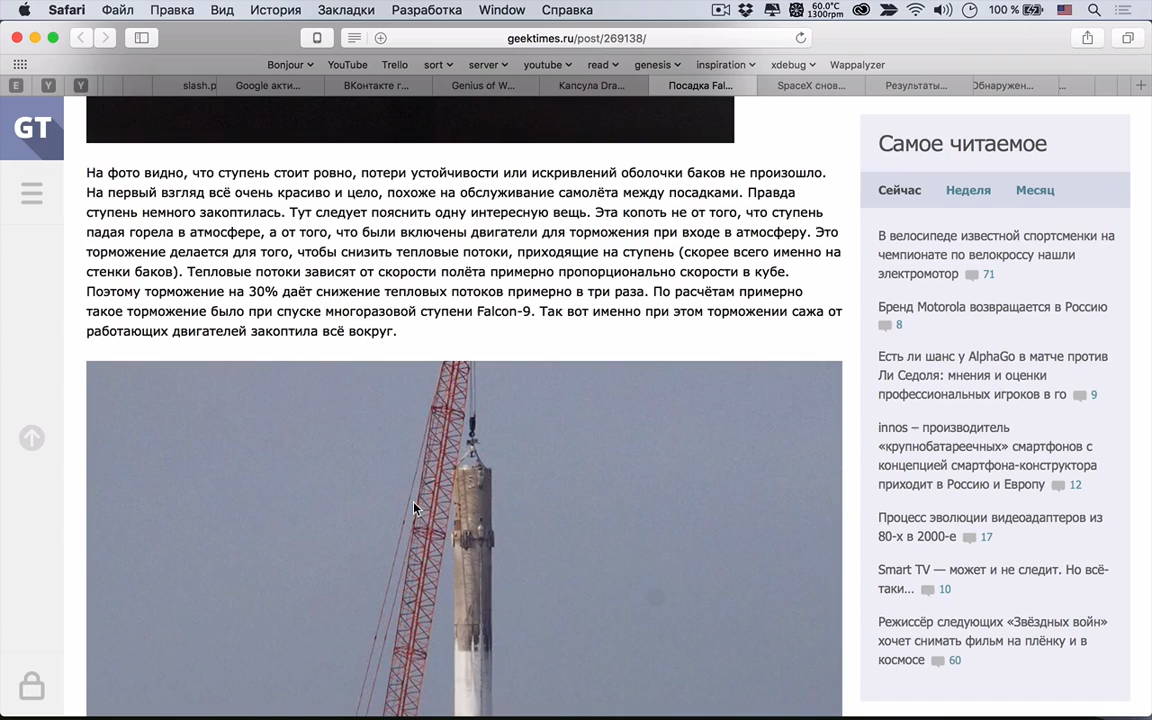 Safari Файл Правка Вид История Закладки Разработка Window Справка 60.0°C 1300rpm 100 %
geektimes.ru/post/269138/
Bonjour YouTube Trello sort server youtube read genesis inspiration xdebug Wappalyzer
E Y Y slash.p Google акти... ВКонтакте г... Genius of W... Капсула Dra... Посадка Fal... SpaceX снов... Результаты... Обнаружен... ...
GT
На фото видно, что ступень стоит ровно, потери устойчивости или искривлений оболочки баков не произошло.
На первый взгляд всё очень красиво и цело, похоже на обслуживание самолёта между посадками. Правда
ступень немного закоптилась. Тут следует пояснить одну интересную вещь. Эта копоть не от того, что ступень
падая горела в атмосфере, а от того, что были включены двигатели для торможения при входе в атмосферу. Это
торможение делается для того, чтобы снизить тепловые потоки, приходящие на ступень (скорее всего именно на
стенки баков). Тепловые потоки зависят от скорости полёта примерно пропорционально скорости в кубе.
Поэтому торможение на 30% даёт снижение тепловых потоков примерно в три раза. По расчётам примерно
такое торможение было при спуске многоразовой ступени Falcon-9. Так вот именно при этом торможении сажа от
работающих двигателей закоптила всё вокруг.
Самое читаемое
Сейчас Неделя Месяц
В велосипеде известной спортсменки на
чемпионате по велокроссу нашли
электромотор 71
Бренд Motorola возвращается в Россию
8
Есть ли шанс у AlphaGo в матче против
Ли Седоля: мнения и оценки
профессиональных игроков в го 9
innos – производитель
«крупнобатареечных» смартфонов с
концепцией смартфона-конструктора
приходит в Россию и Европу 12
Процесс эволюции видеоадаптеров из
80-х в 2000-е 17
Smart TV — может и не следит. Но всё-
таки... 10
Режиссёр следующих «Звёздных войн»
хочет снимать фильм на плёнку и в
космосе 60